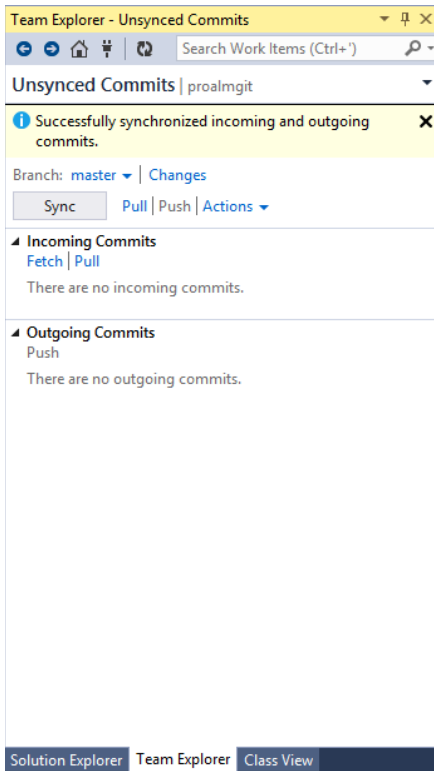 Team Explorer - Unsynced Commits
Search Work Items (Ctrl+')
Unsynced Commits | proalmgit
Successfully synchronized incoming and outgoing
commits.
Branch: master | Changes
Sync Pull | Push | Actions
Incoming Commits
Fetch | Pull
There are no incoming commits.
Outgoing Commits
Push
There are no outgoing commits.
Solution Explorer Team Explorer Class View